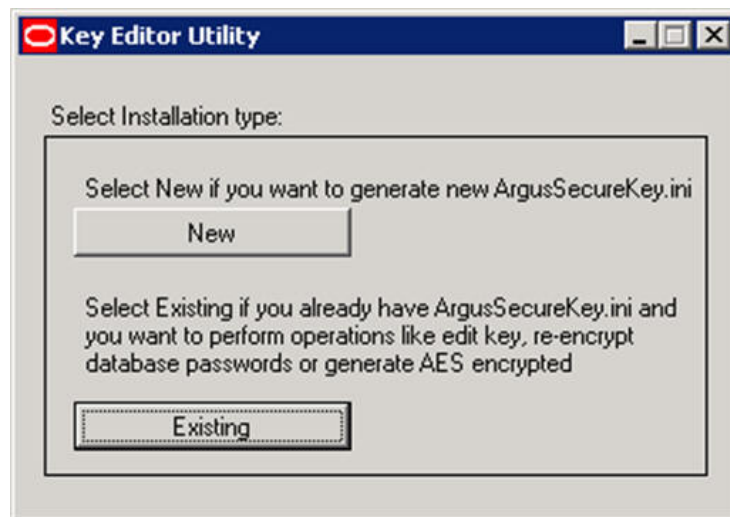 Key Editor Utility
Select Installation type:
Select New if you want to generate new ArgusSecureKey.ini
New
Select Existing if you already have ArgusSecureKey.ini and
you want to perform operations like edit key, re-encrypt
database passwords or generate AES encrypted
Existing